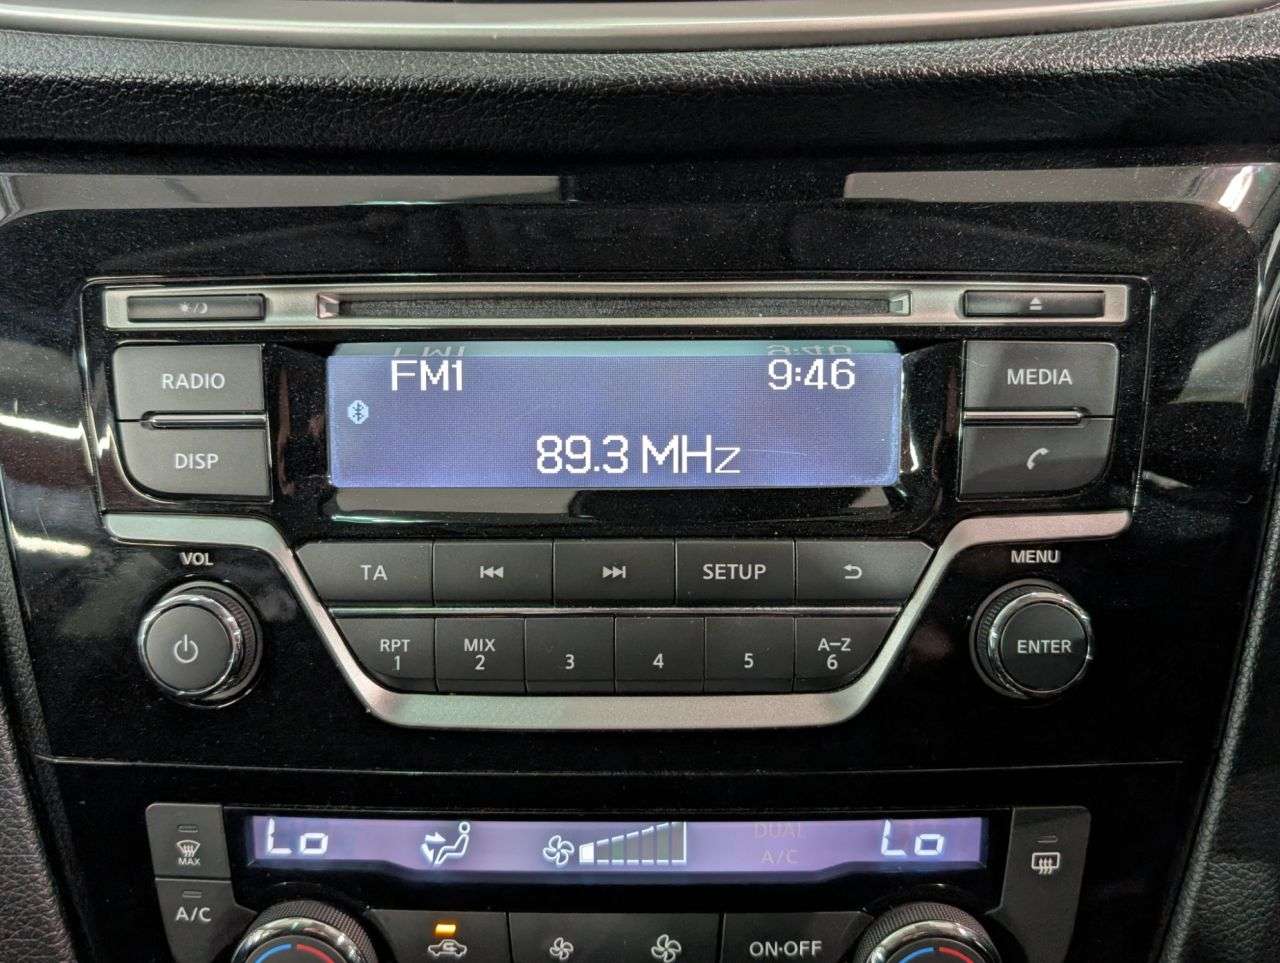 FM1 9:46
RADIO MEDIA
89.3 MHz
DISP
VOL MENU
TA SETUP
RPT MIX A–Z
1 2 3 4 5 6
ENTER
Lo DUAL Lo
A/C
MAX
A/C
ON·OFF